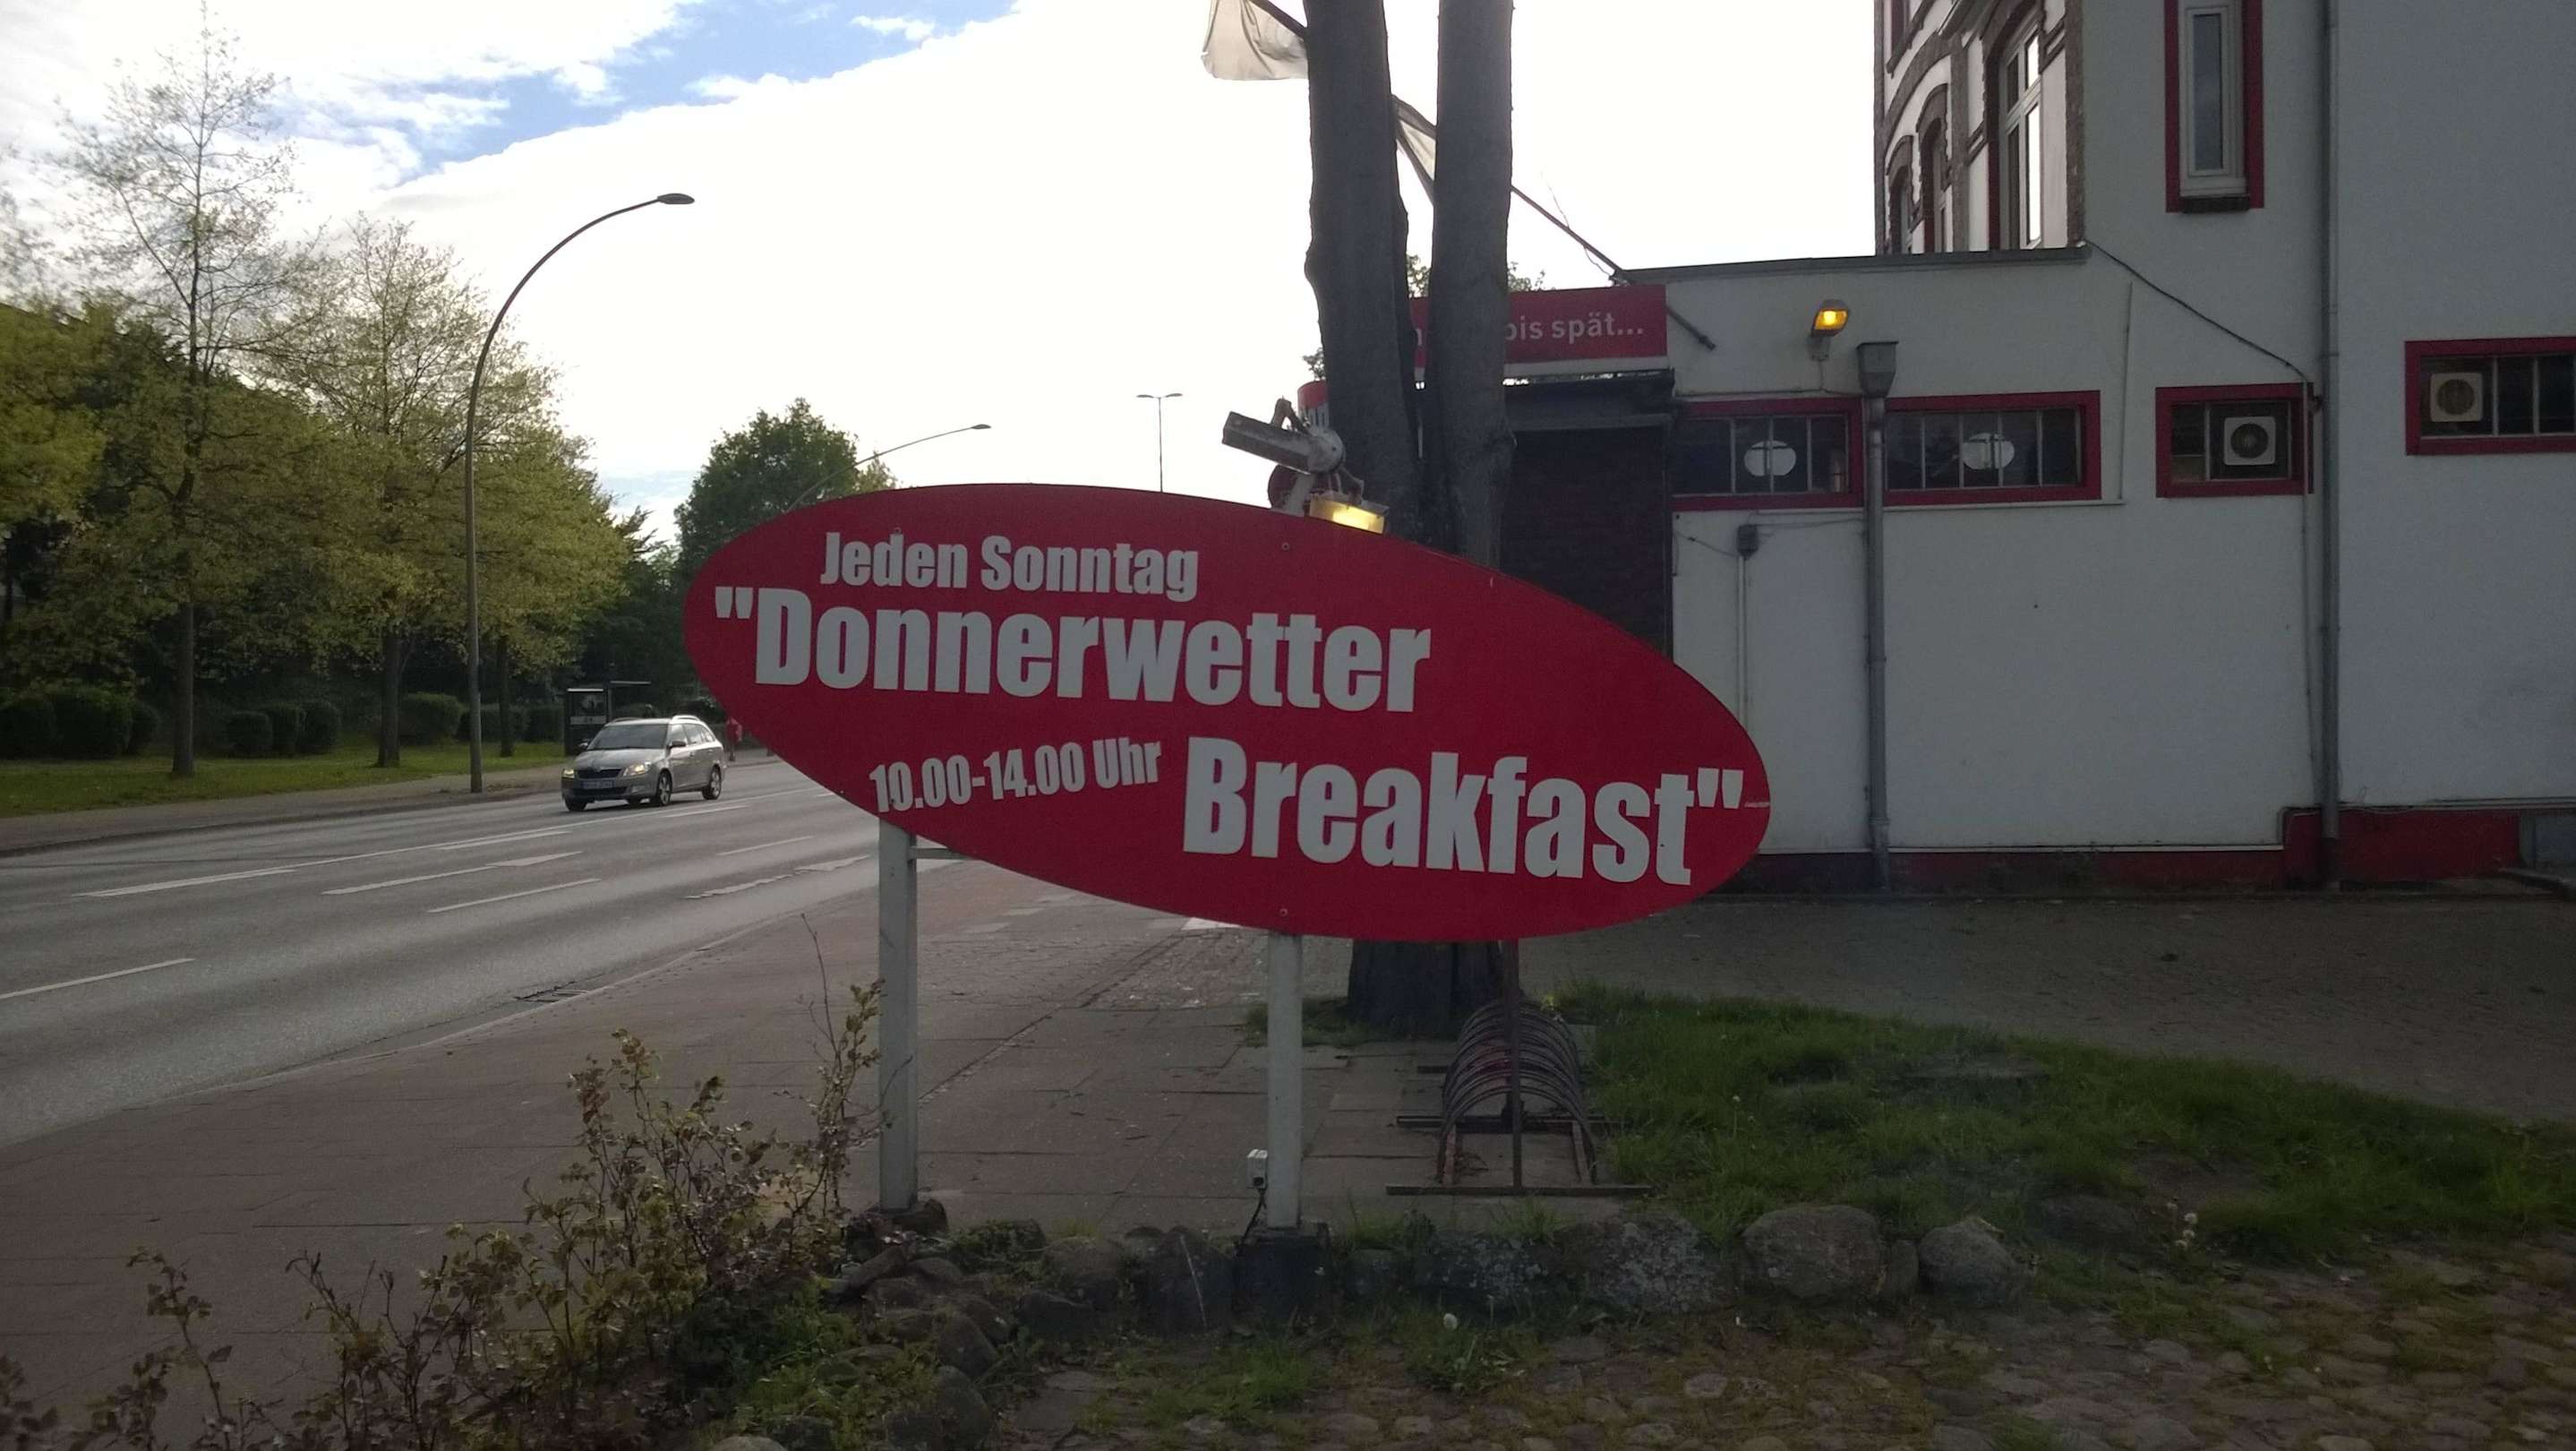 bis spät...
Jeden Sonntag
"Donnerwetter
10.00-14.00 Uhr Breakfast"